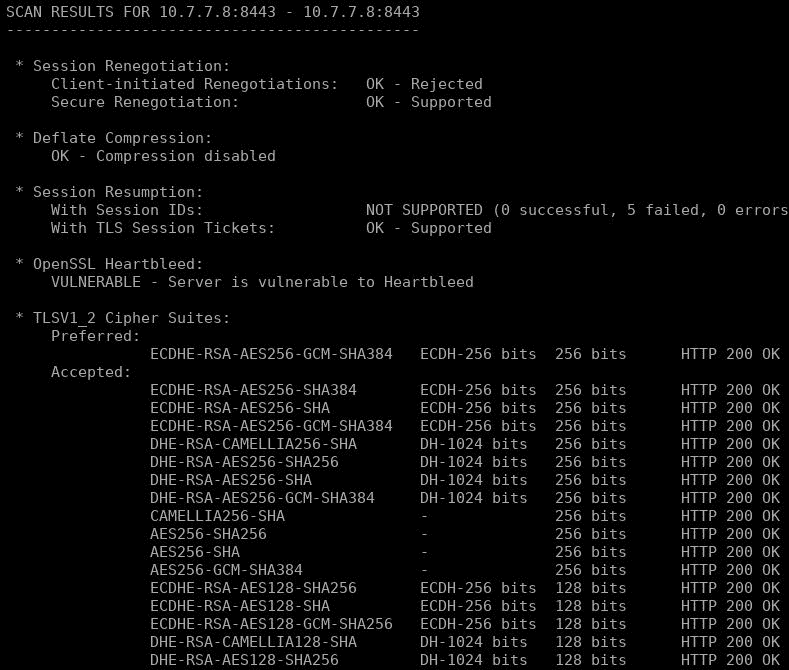 SCAN RESULTS FOR 10.7.7.8:8443 - 10.7.7.8:8443
----------------------------------------------
* Session Renegotiation:
Client-initiated Renegotiations: OK - Rejected
Secure Renegotiation: OK - Supported
* Deflate Compression:
OK - Compression disabled
* Session Resumption:
With Session IDs: NOT SUPPORTED (0 successful, 5 failed, 0 errors
With TLS Session Tickets: OK - Supported
* OpenSSL Heartbleed:
VULNERABLE - Server is vulnerable to Heartbleed
* TLSV1_2 Cipher Suites:
Preferred:
ECDHE-RSA-AES256-GCM-SHA384 ECDH-256 bits 256 bits HTTP 200 OK
Accepted:
ECDHE-RSA-AES256-SHA384 ECDH-256 bits 256 bits HTTP 200 OK
ECDHE-RSA-AES256-SHA ECDH-256 bits 256 bits HTTP 200 OK
ECDHE-RSA-AES256-GCM-SHA384 ECDH-256 bits 256 bits HTTP 200 OK
DHE-RSA-CAMELLIA256-SHA DH-1024 bits 256 bits HTTP 200 OK
DHE-RSA-AES256-SHA256 DH-1024 bits 256 bits HTTP 200 OK
DHE-RSA-AES256-SHA DH-1024 bits 256 bits HTTP 200 OK
DHE-RSA-AES256-GCM-SHA384 DH-1024 bits 256 bits HTTP 200 OK
CAMELLIA256-SHA - 256 bits HTTP 200 OK
AES256-SHA256 - 256 bits HTTP 200 OK
AES256-SHA - 256 bits HTTP 200 OK
AES256-GCM-SHA384 - 256 bits HTTP 200 OK
ECDHE-RSA-AES128-SHA256 ECDH-256 bits 128 bits HTTP 200 OK
ECDHE-RSA-AES128-SHA ECDH-256 bits 128 bits HTTP 200 OK
ECDHE-RSA-AES128-GCM-SHA256 ECDH-256 bits 128 bits HTTP 200 OK
DHE-RSA-CAMELLIA128-SHA DH-1024 bits 128 bits HTTP 200 OK
DHE-RSA-AES128-SHA256 DH-1024 bits 128 bits HTTP 200 OK